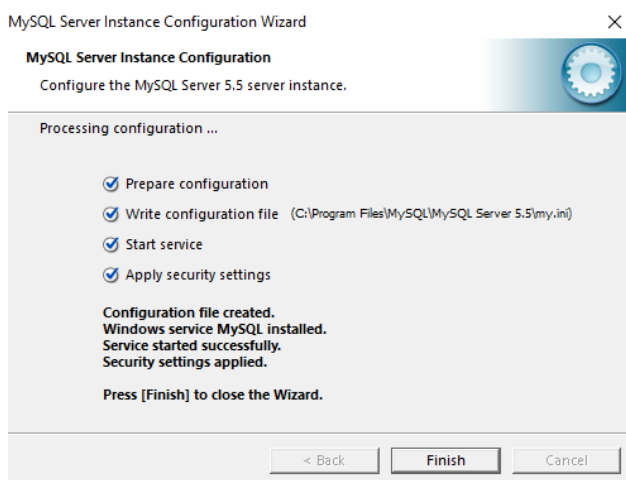 MySQL Server Instance Configuration Wizard
MySQL Server Instance Configuration
Configure the MySQL Server 5.5 server instance.
Processing configuration ...
Prepare configuration
Write configuration file (C:\Program Files\MySQL\MySQL Server 5.5\my.ini)
Start service
Apply security settings
Configuration file created.
Windows service MySQL installed.
Service started successfully.
Security settings applied.
Press [Finish] to close the Wizard.
< Back Finish Cancel